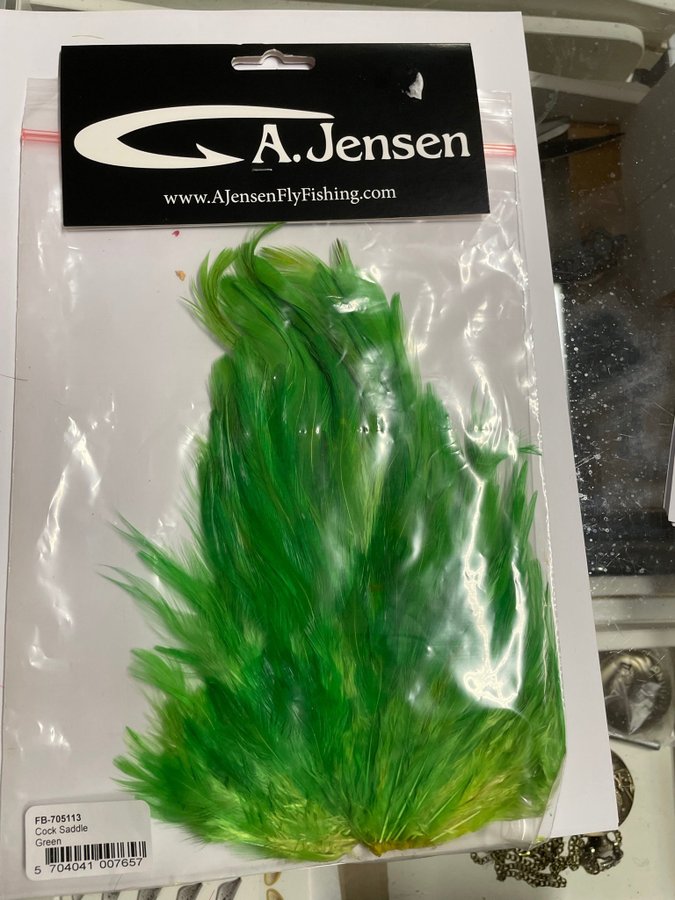 A. Jensen
www.AJensenFlyFishing.com
FB-705113
Cock Saddle
Green
5 704041 007657